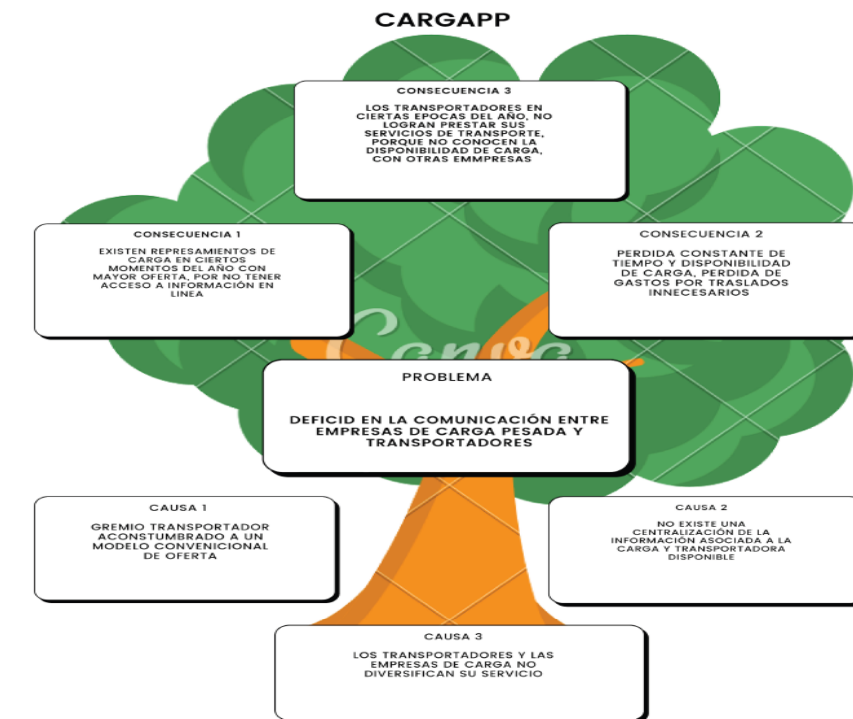 CARGAPP
CONSECUENCIA 3
LOS TRANSPORTADORES EN
CIERTAS EPOCAS DEL AÑO, NO
LOGRAN PRESTAR SUS
SERVICIOS DE TRANSPORTE,
PORQUE NO CONOCEN LA
DISPONIBILIDAD DE CARGA,
CON OTRAS EMMPRESAS
CONSECUENCIA 1
EXISTEN REPRESAMIENTOS DE
CARGA EN CIERTOS
MOMENTOS DEL AÑO CON
MAYOR OFERTA, POR NO TENER
ACCESO A INFORMACIÓN EN
LINEA
CONSECUENCIA 2
PERDIDA CONSTANTE DE
TIEMPO Y DISPONIBILIDAD
DE CARGA, PERDIDA DE
GASTOS POR TRASLADOS
INNECESARIOS
Canva
PROBLEMA
DEFICID EN LA COMUNICACIÓN ENTRE
EMPRESAS DE CARGA PESADA Y
TRANSPORTADORES
CAUSA 1
GREMIO TRANSPORTADOR
ACONSTUMBRADO A UN
MODELO CONVENICIONAL
DE OFERTA
CAUSA 2
NO EXISTE UNA
CENTRALIZACIÓN DE LA
INFORMACIÓN ASOCIADA A LA
CARGA Y TRANSPORTADORA
DISPONIBLE
CAUSA 3
LOS TRANSPORTADORES Y LAS
EMPRESAS DE CARGA NO
DIVERSIFICAN SU SERVICIO